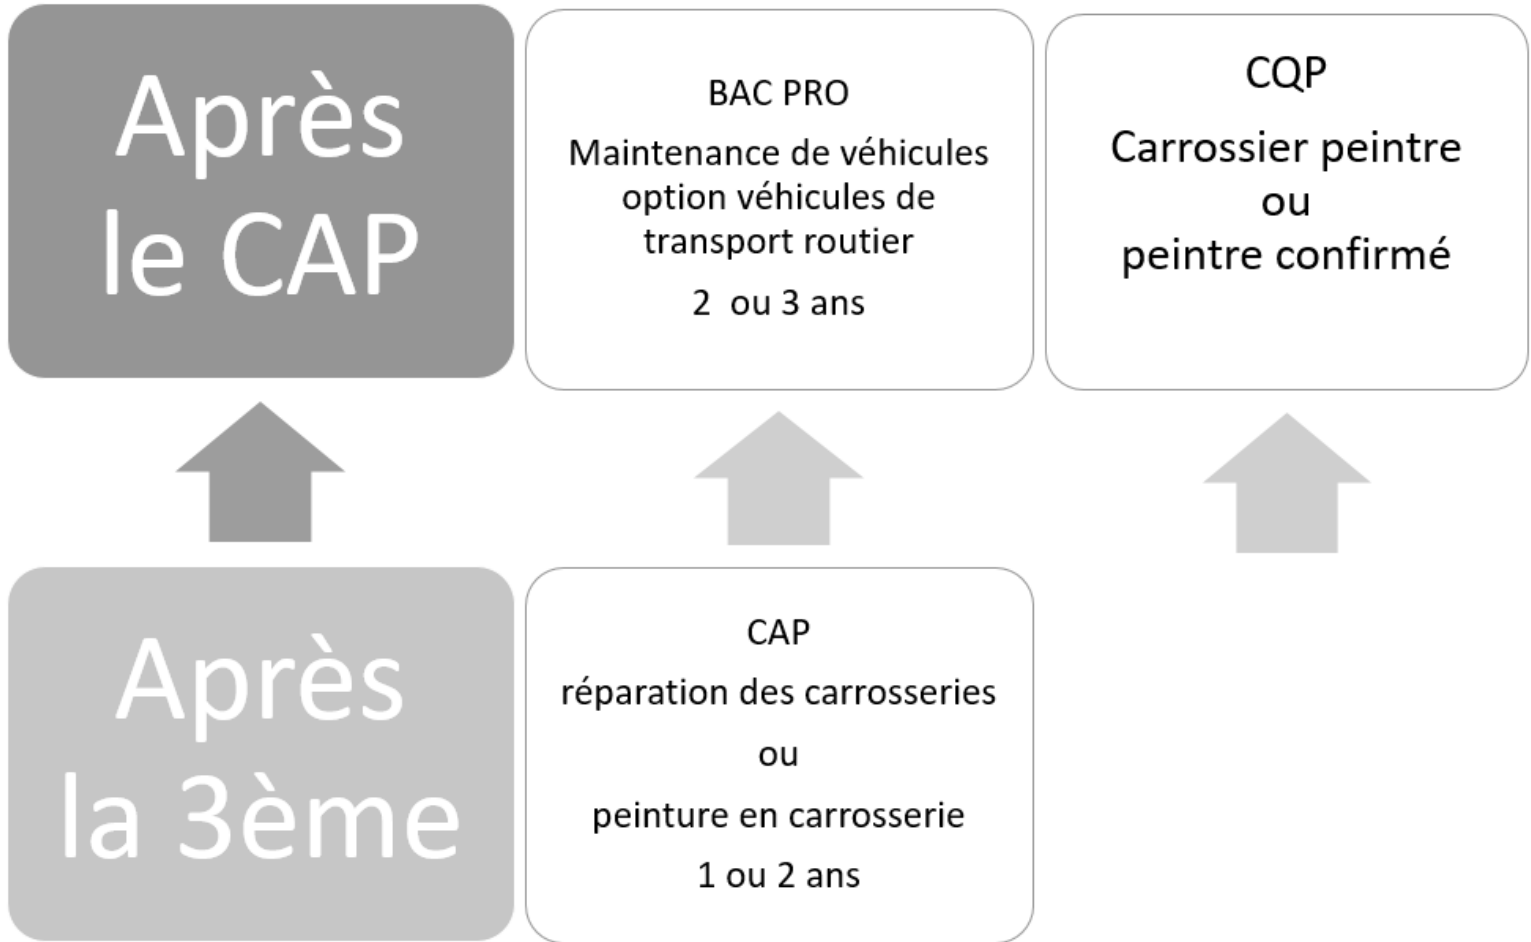 Après
le CAP
BAC PRO
Maintenance de véhicules
option véhicules de
transport routier
2 ou 3 ans
CQP
Carrossier peintre
ou
peintre confirmé
Après
la 3ème
CAP
réparation des carrosseries
ou
peinture en carrosserie
1 ou 2 ans